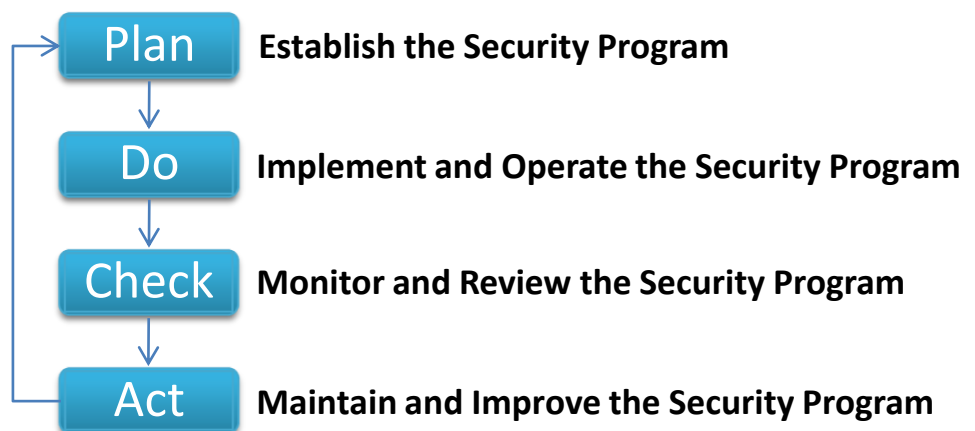 Plan Establish the Security Program
Do Implement and Operate the Security Program
Check Monitor and Review the Security Program
Act Maintain and Improve the Security Program